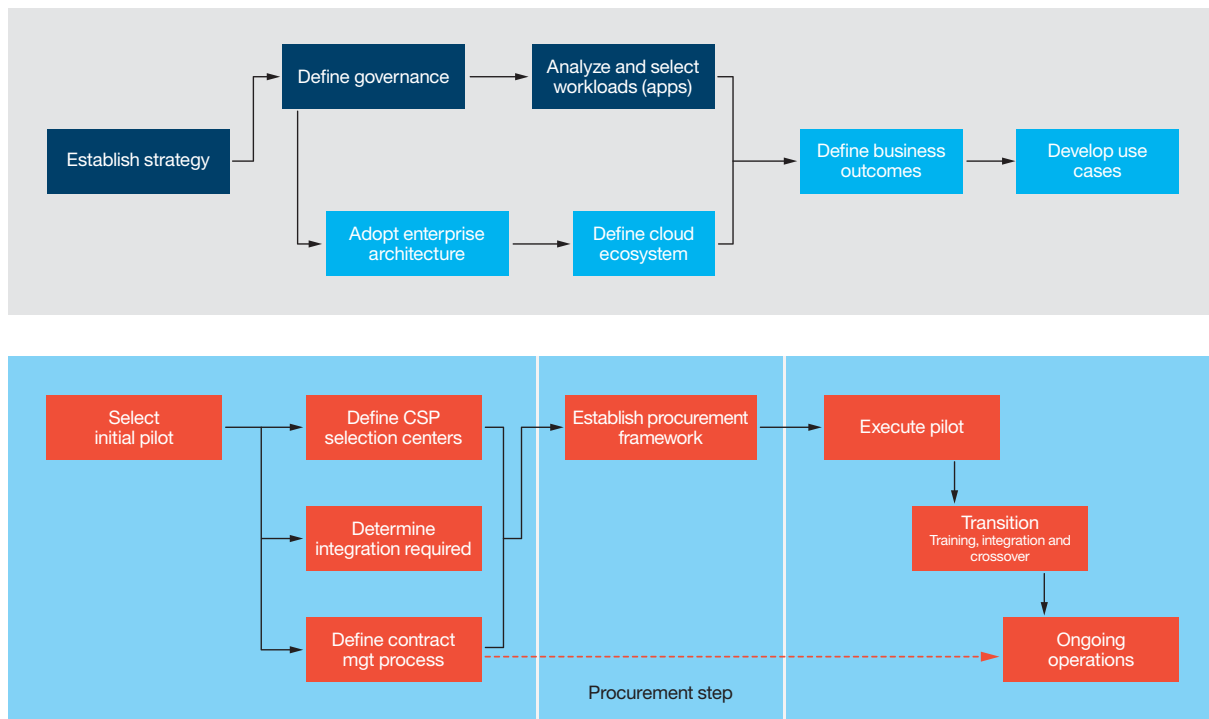 Define governance
Analyze and select
workloads (apps)
Establish strategy
Define business
outcomes
Develop use
cases
Adopt enterprise
architecture
Define cloud
ecosystem
Select
initial pilot
Define CSP
selection centers
Establish procurement
framework
Execute pilot
Determine
integration required
Transition
Training, integration and
crossover
Define contract
mgt process
Ongoing
operations
Procurement step